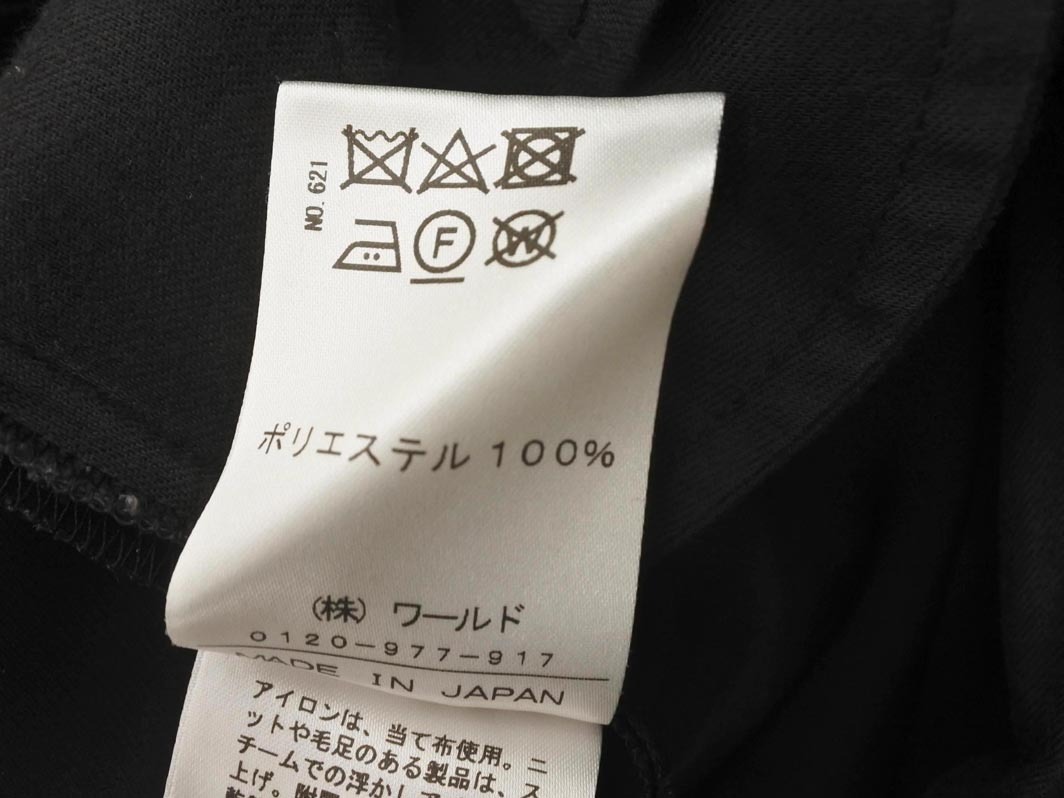 NO. 621
F
W
ポリエステル 100%
(株) ワールド
0120-977-917
MADE IN JAPAN
アイロンは、当て布使用。ニ
ットや毛足のある製品は、ス
チームでの浮かし
上げ。